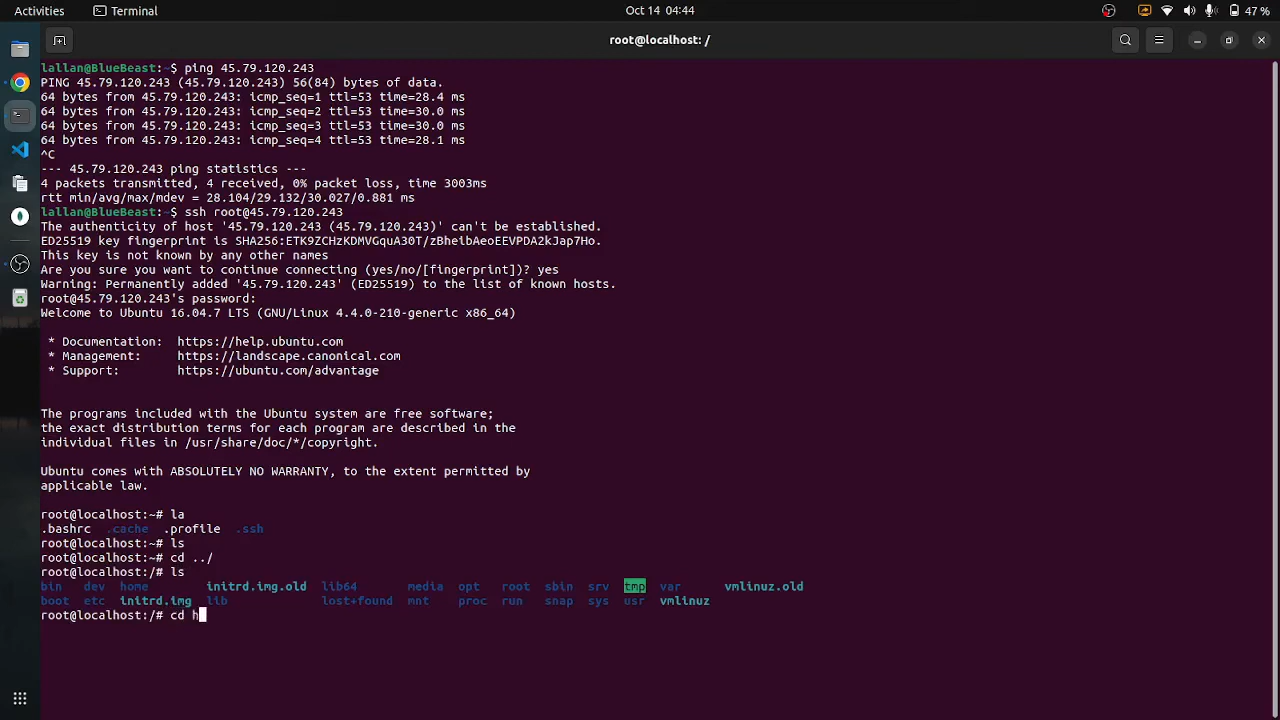 Activities
Terminal
Oct 14 04:44
47 %
root@localhost: /
lallan@BlueBeast:~$ ping 45.79.120.243
PING 45.79.120.243 (45.79.120.243) 56(84) bytes of data.
64 bytes from 45.79.120.243: icmp_seq=1 ttl=53 time=28.4 ms
64 bytes from 45.79.120.243: icmp_seq=2 ttl=53 time=30.0 ms
64 bytes from 45.79.120.243: icmp_seq=3 ttl=53 time=30.0 ms
64 bytes from 45.79.120.243: icmp_seq=4 ttl=53 time=28.1 ms
^C
--- 45.79.120.243 ping statistics ---
4 packets transmitted, 4 received, 0% packet loss, time 3003ms
rtt min/avg/max/mdev = 28.104/29.132/30.027/0.881 ms
lallan@BlueBeast:~$ ssh root@45.79.120.243
The authenticity of host '45.79.120.243 (45.79.120.243)' can't be established.
ED25519 key fingerprint is SHA256:ETK9ZCHzKDMVGquA30T/zBheibAeoEEVPDA2kJap7Ho.
This key is not known by any other names
Are you sure you want to continue connecting (yes/no/[fingerprint])? yes
Warning: Permanently added '45.79.120.243' (ED25519) to the list of known hosts.
root@45.79.120.243's password:
Welcome to Ubuntu 16.04.7 LTS (GNU/Linux 4.4.0-210-generic x86_64)
* Documentation:  https://help.ubuntu.com
* Management:     https://landscape.canonical.com
* Support:        https://ubuntu.com/advantage
The programs included with the Ubuntu system are free software;
the exact distribution terms for each program are described in the
individual files in /usr/share/doc/*/copyright.
Ubuntu comes with ABSOLUTELY NO WARRANTY, to the extent permitted by
applicable law.
root@localhost:~# la
.bashrc  .cache  .profile  .ssh
root@localhost:~# ls
root@localhost:~# cd ../
root@localhost:/# ls
bin   dev  home        initrd.img.old  lib64       media  opt   root  sbin  srv  tmp  var      vmlinuz.old
boot  etc  initrd.img  lib             lost+found  mnt    proc  run   snap  sys  usr  vmlinuz
root@localhost:/# cd h